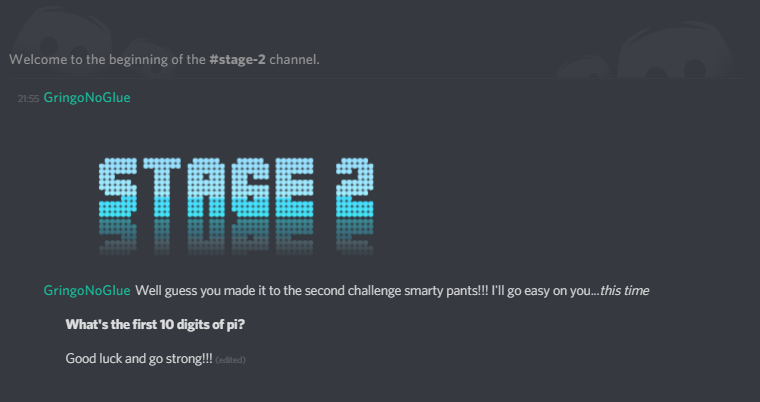 Welcome to the beginning of the #stage-2 channel.
21:55 GringoNoGlue
STAGE 2
GringoNoGlue Well guess you made it to the second challenge smarty pants!!! I'll go easy on you...this time
What's the first 10 digits of pi?
Good luck and go strong!!! (edited)